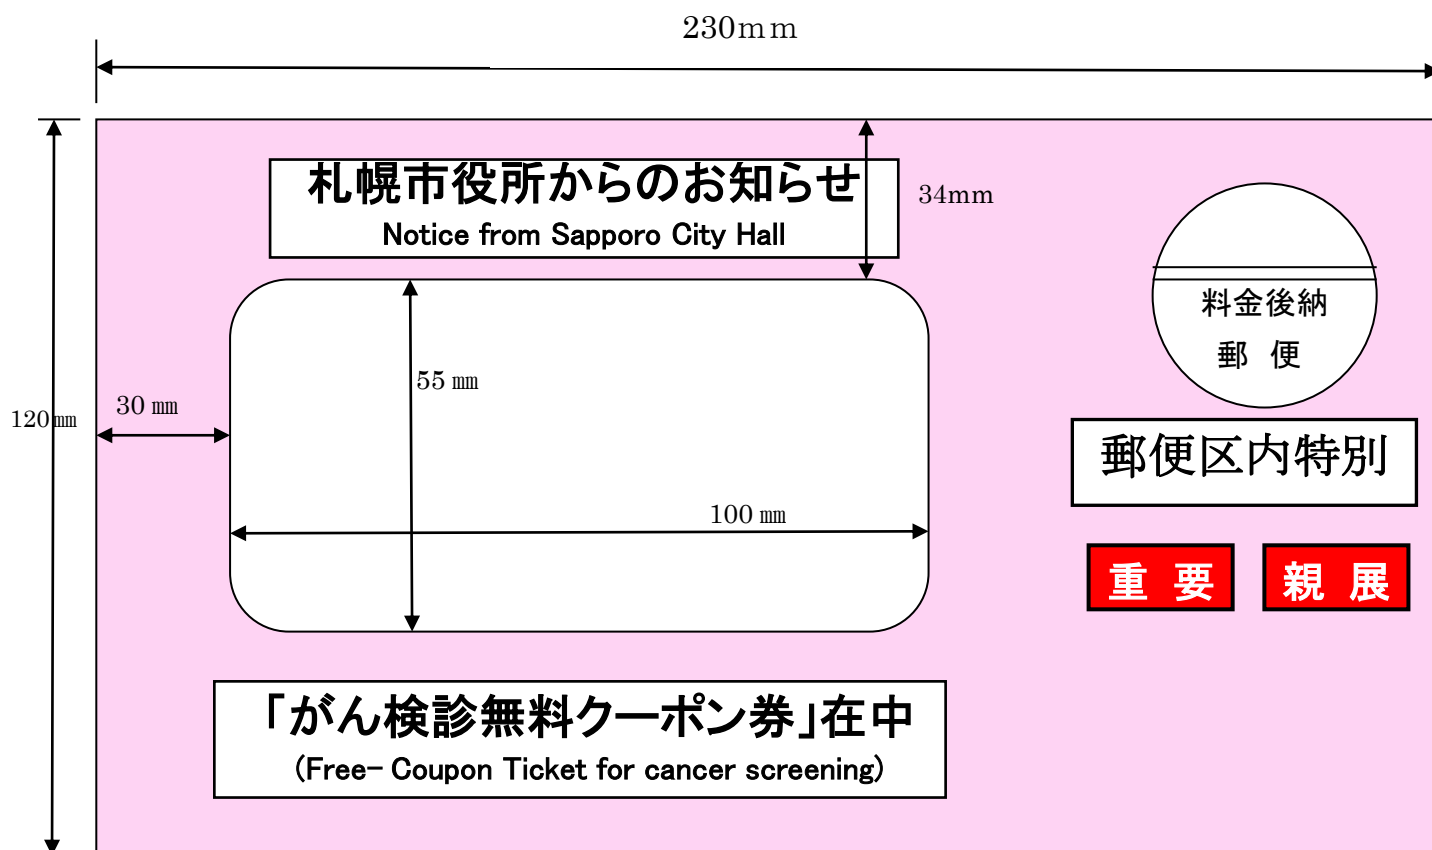 230mm
札幌市役所からのお知らせ
Notice from Sapporo City Hall
34mm
料金後納
郵 便
55 ㎜
30 ㎜
120㎜
郵便区内特別
100 ㎜
重 要
親 展
「がん検診無料クーポン券」在中
(Free- Coupon Ticket for cancer screening)